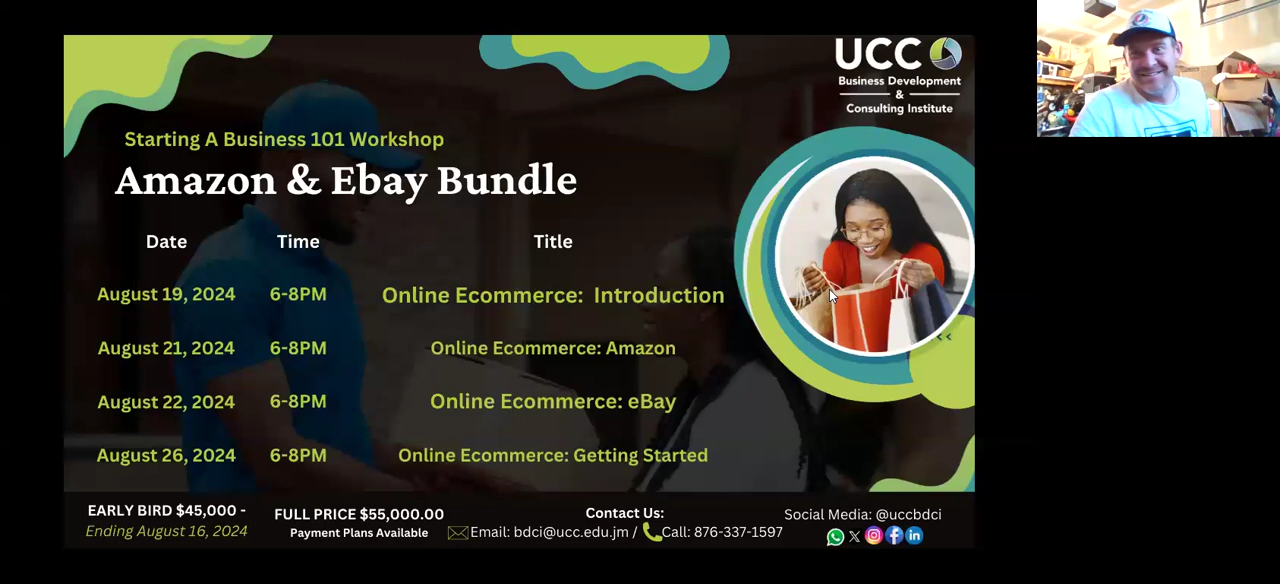 UCC
Business Development
&
Consulting Institute
Starting A Business 101 Workshop
Amazon & Ebay Bundle
Date Time Title
August 19, 2024 6-8PM Online Ecommerce: Introduction
August 21, 2024 6-8PM Online Ecommerce: Amazon
August 22, 2024 6-8PM Online Ecommerce: eBay
August 26, 2024 6-8PM Online Ecommerce: Getting Started
EARLY BIRD $45,000 -
Ending August 16, 2024
FULL PRICE $55,000.00
Payment Plans Available
Contact Us:
Email: bdci@ucc.edu.jm / Call: 876-337-1597
Social Media: @uccbdci